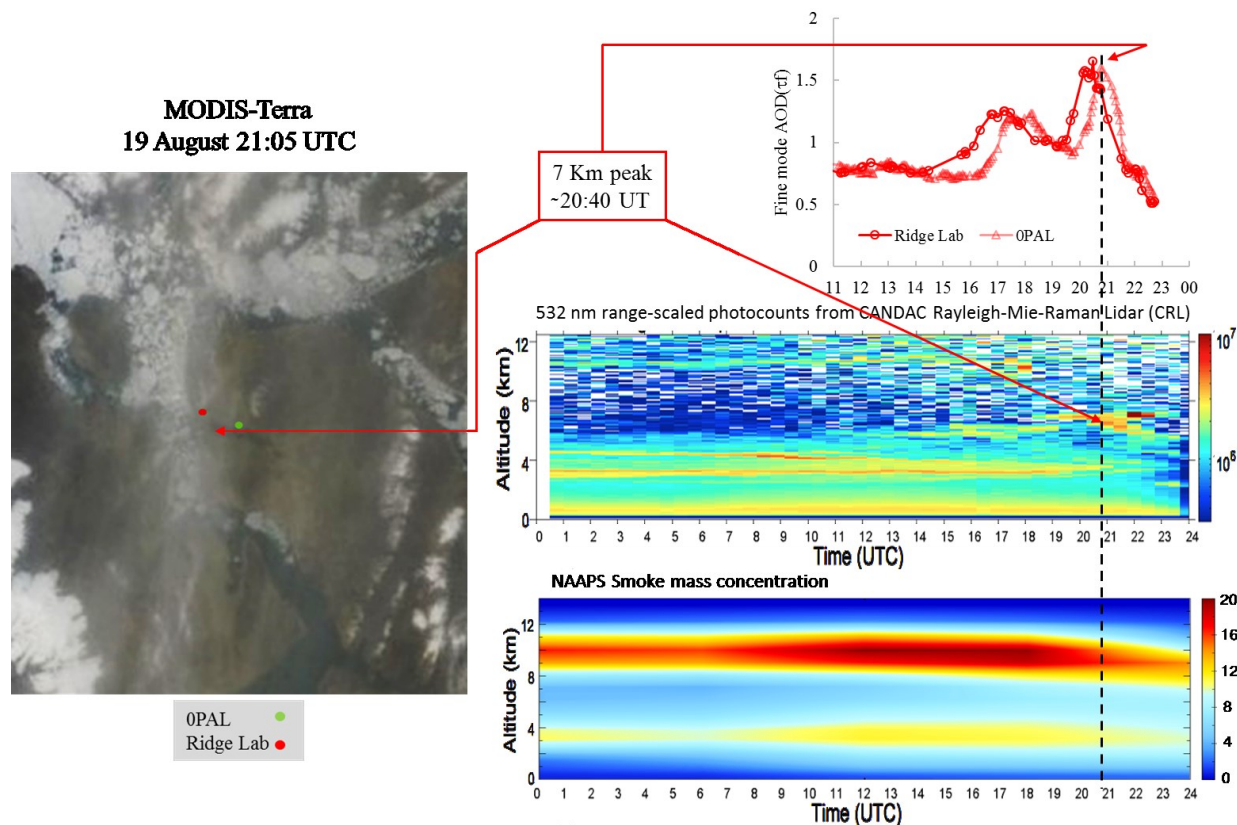 MODIS-Terra
19 August 21:05 UTC
0PAL
Ridge Lab
7 Km peak
~20:40 UT
Fine mode AOD(τf)
2
1.5
1
0.5
0
Ridge Lab
0PAL
11 12 13 14 15 16 17 18 19 20 21 22 23 00
532 nm range-scaled photocounts from CANDAC Rayleigh-Mie-Raman Lidar (CRL)
Altitude (km)
12
8
4
0
10⁷
10⁶
0 1 2 3 4 5 6 7 8 9 10 11 12 13 14 15 16 17 18 19 20 21 22 23 24
Time (UTC)
NAAPS Smoke mass concentration
Altitude (km)
12
8
4
0
20
16
12
8
4
0
0 1 2 3 4 5 6 7 8 9 10 11 12 13 14 15 16 17 18 19 20 21 22 23 24
Time (UTC)